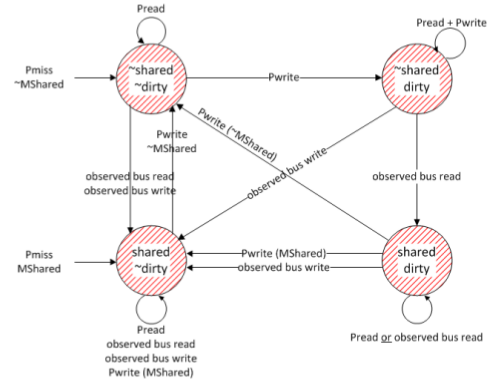 Pread
Pread + Pwrite
Pmiss
~MShared
~shared
~dirty
Pwrite
~shared
dirty
Pwrite (~MShared)
Pwrite
~MShared
observed bus write
observed bus read
observed bus write
observed bus read
Pmiss
MShared
shared
~dirty
Pwrite (MShared)
observed bus write
shared
dirty
Pread
observed bus read
observed bus write
Pwrite (MShared)
Pread or observed bus read